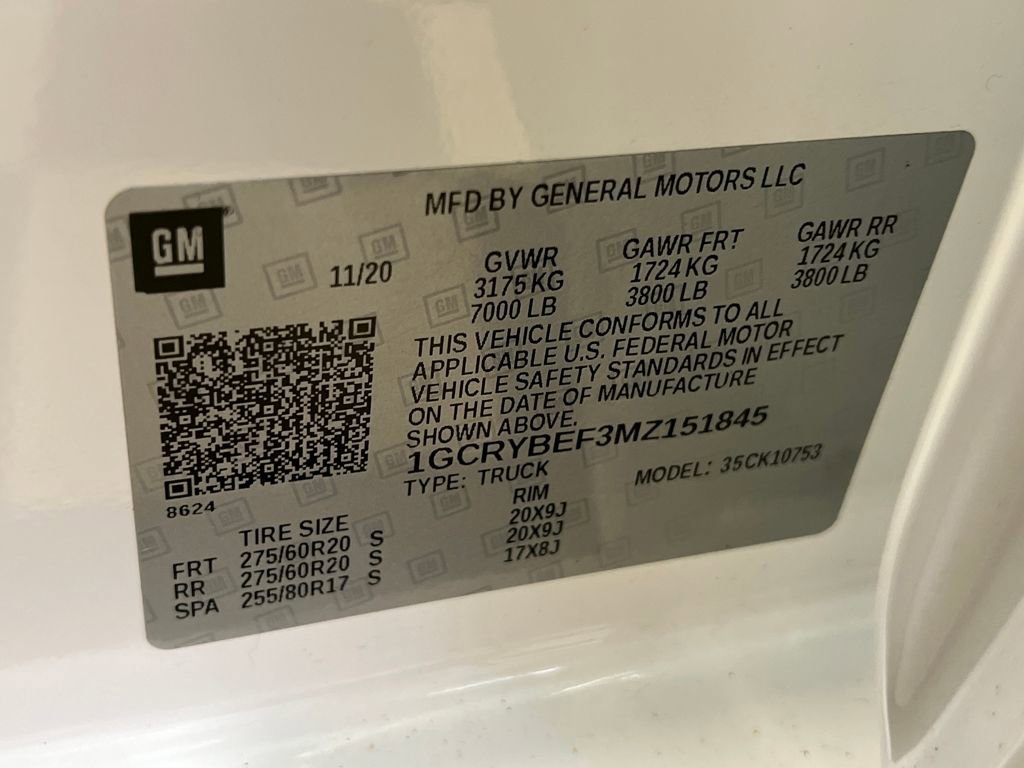 MFD BY GENERAL MOTORS LLC
GM
11/20
GVWR GAWR FRT GAWR RR
3175 KG 1724 KG 1724 KG
7000 LB 3800 LB 3800 LB
THIS VEHICLE CONFORMS TO ALL
APPLICABLE U.S. FEDERAL MOTOR
VEHICLE SAFETY STANDARDS IN EFFECT
ON THE DATE OF MANUFACTURE
SHOWN ABOVE.
1GCRYBEF3MZ151845
TYPE: TRUCK MODEL: 35CK10753
8624
TIRE SIZE RIM
FRT 275/60R20 S 20X9J
RR 275/60R20 S 20X9J
SPA 255/80R17 S 17X8J